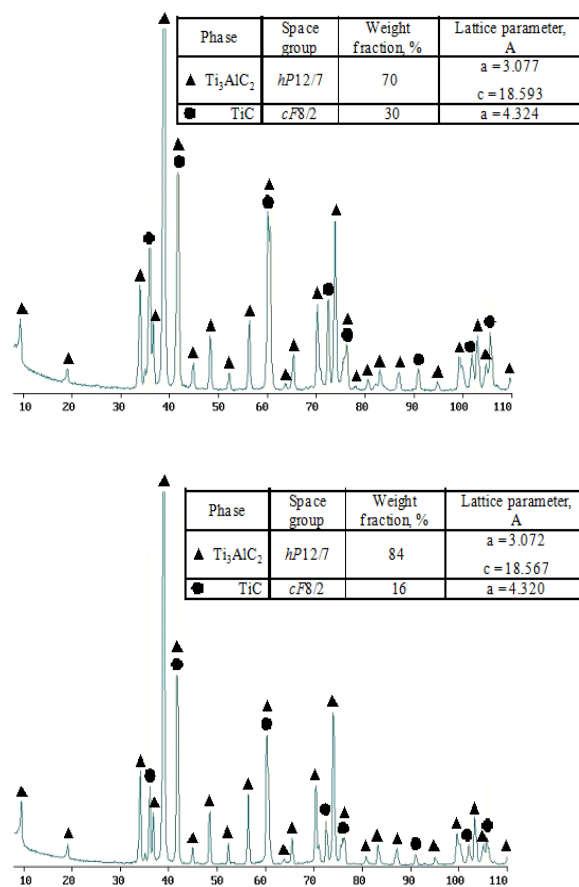 Phase Space group Weight fraction, % Lattice parameter, A
Ti₃AlC₂ hP12/7 70 a = 3.077 c = 18.593
TiC cF8/2 30 a = 4.324
10 20 30 40 50 60 70 80 90 100 110
Phase Space group Weight fraction, % Lattice parameter, A
Ti₃AlC₂ hP12/7 84 a = 3.072 c = 18.567
TiC cF8/2 16 a = 4.320
10 20 30 40 50 60 70 80 90 100 110